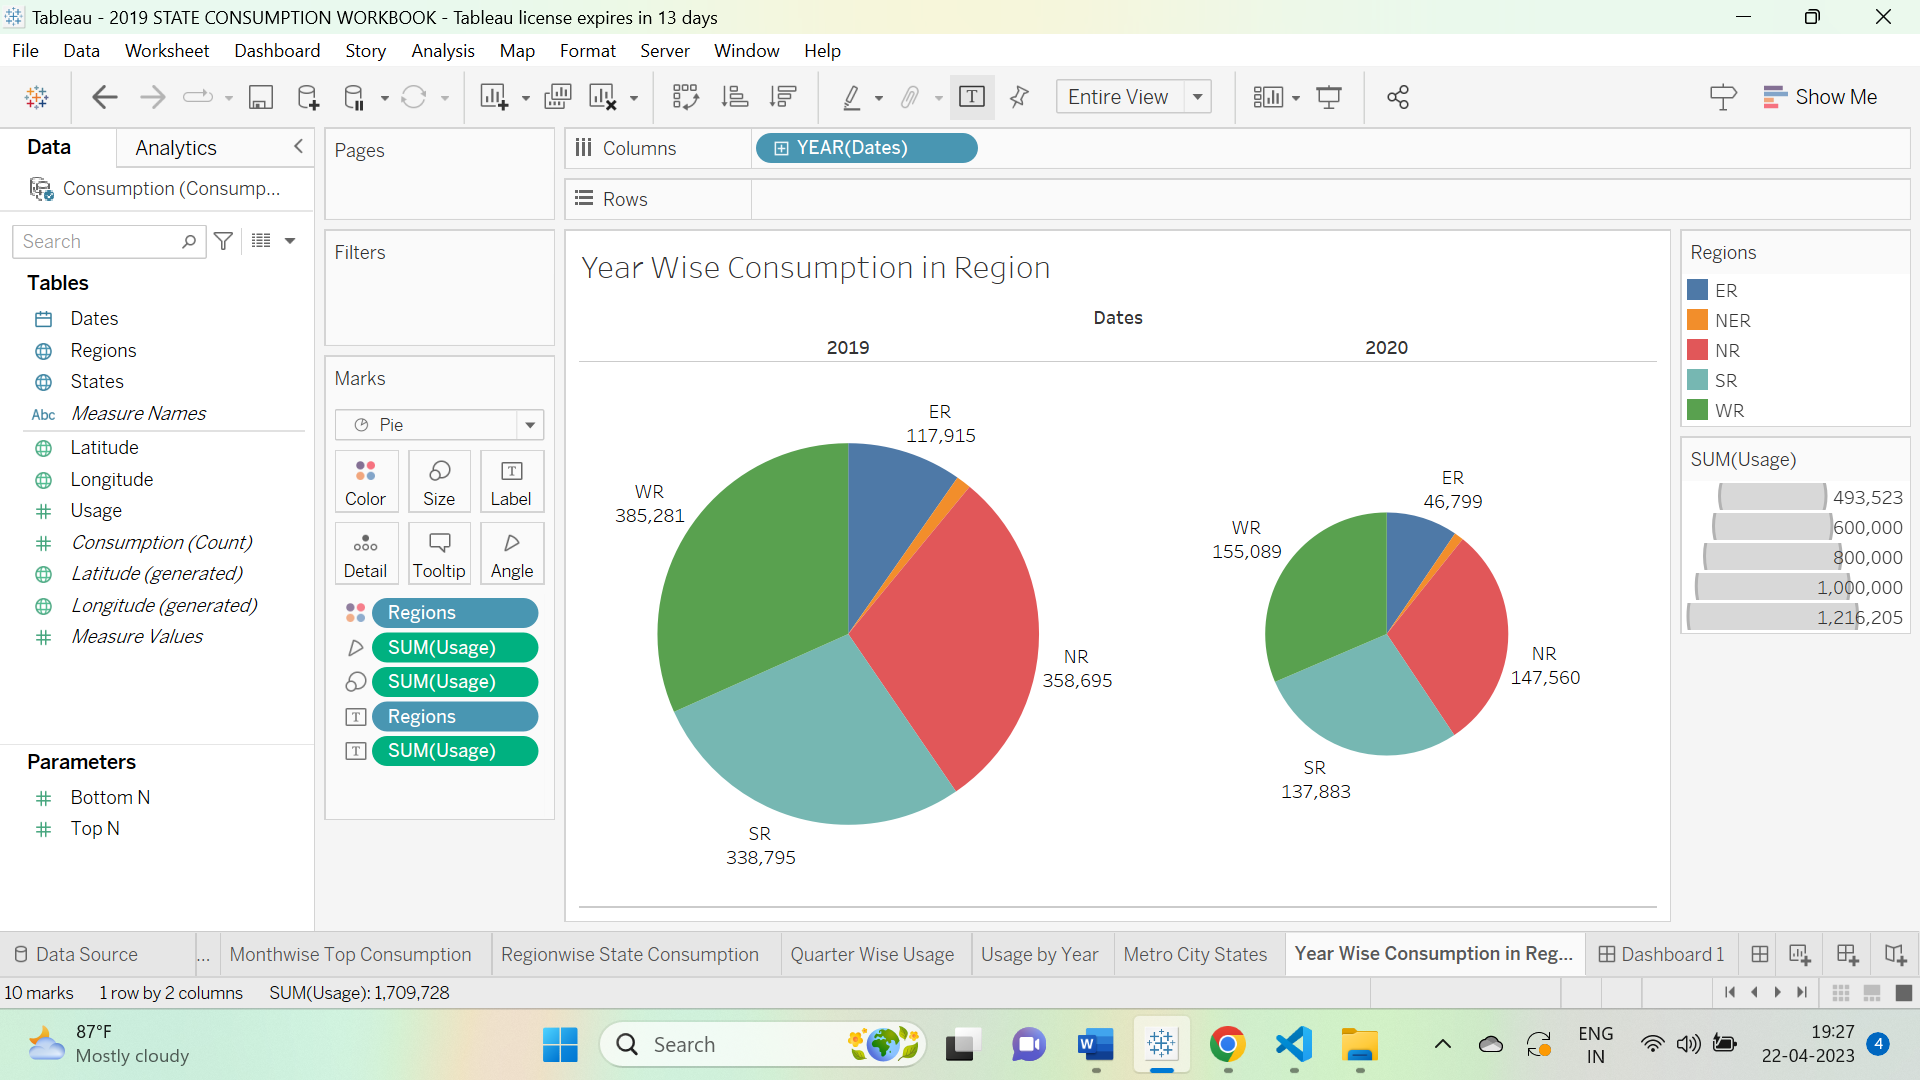 Tableau - 2019 STATE CONSUMPTION WORKBOOK - Tableau license expires in 13 days
File Data Worksheet Dashboard Story Analysis Map Format Server Window Help
Entire View
Show Me
Data Analytics
Consumption (Consump...
Search
Tables
Dates
Regions
States
Abc Measure Names
Latitude
Longitude
Usage
Consumption (Count)
Latitude (generated)
Longitude (generated)
Measure Values
Parameters
Bottom N
Top N
Pages
Filters
Marks
Pie
Color Size Label
Detail Tooltip Angle
Regions
SUM(Usage)
SUM(Usage)
Regions
SUM(Usage)
Columns YEAR(Dates)
Rows
Year Wise Consumption in Region
Dates
2019 2020
ER
117,915
WR
385,281
NR
358,695
SR
338,795
ER
46,799
WR
155,089
NR
147,560
SR
137,883
Regions
ER
NER
NR
SR
WR
SUM(Usage)
493,523
600,000
800,000
1,000,000
1,216,205
Data Source ... Monthwise Top Consumption Regionwise State Consumption Quarter Wise Usage Usage by Year Metro City States Year Wise Consumption in Reg... Dashboard 1
10 marks 1 row by 2 columns SUM(Usage): 1,709,728
87°F
Mostly cloudy
Search
ENG
IN
19:27
22-04-2023
4